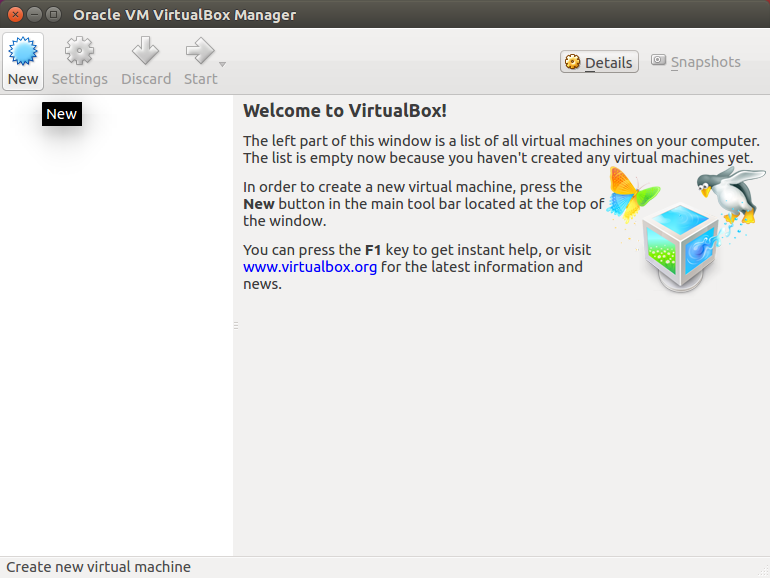 Oracle VM VirtualBox Manager
New Settings Discard Start Details Snapshots
New
Welcome to VirtualBox!
The left part of this window is a list of all virtual machines on your computer.
The list is empty now because you haven't created any virtual machines yet.
In order to create a new virtual machine, press the
New button in the main tool bar located at the top of
the window.
You can press the F1 key to get instant help, or visit
www.virtualbox.org for the latest information and
news.
Create new virtual machine